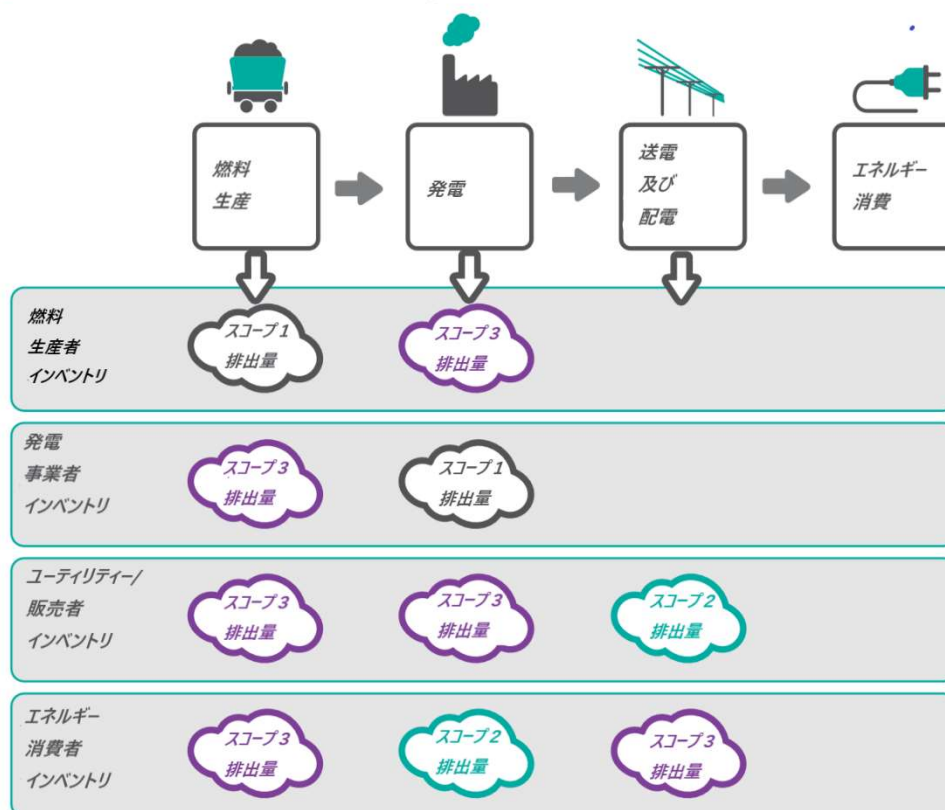 燃料
生産
発電
送電
及び
配電
エネルギー
消費
燃料
生産者
インベントリ
スコープ1
排出量
スコープ3
排出量
発電
事業者
インベントリ
スコープ3
排出量
スコープ1
排出量
ユーティリティー/
販売者
インベントリ
スコープ3
排出量
スコープ3
排出量
スコープ2
排出量
エネルギー
消費者
インベントリ
スコープ3
排出量
スコープ2
排出量
スコープ3
排出量